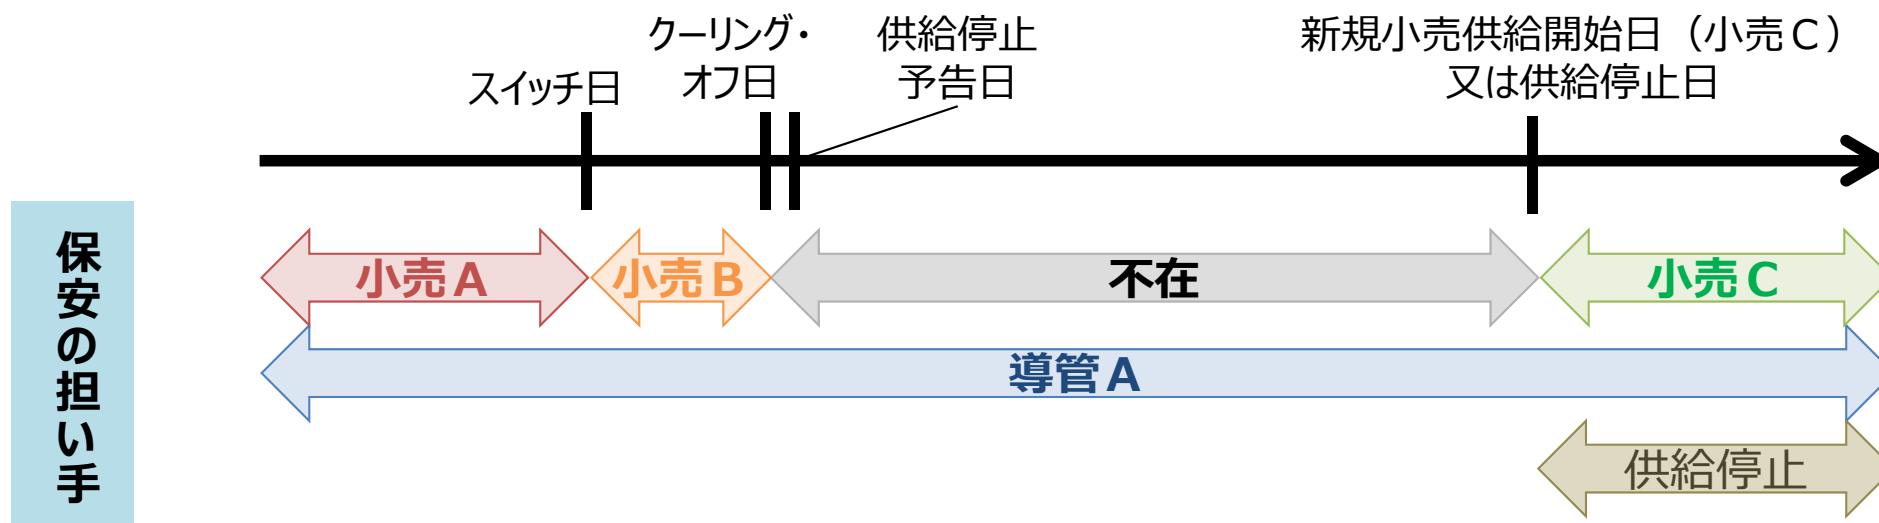 クーリング・
オフ日
供給停止
予告日
新規小売供給開始日（小売Ｃ）
又は供給停止日
スイッチ日
保安の担い手
小売Ａ
小売Ｂ
不在
小売Ｃ
導管Ａ
供給停止